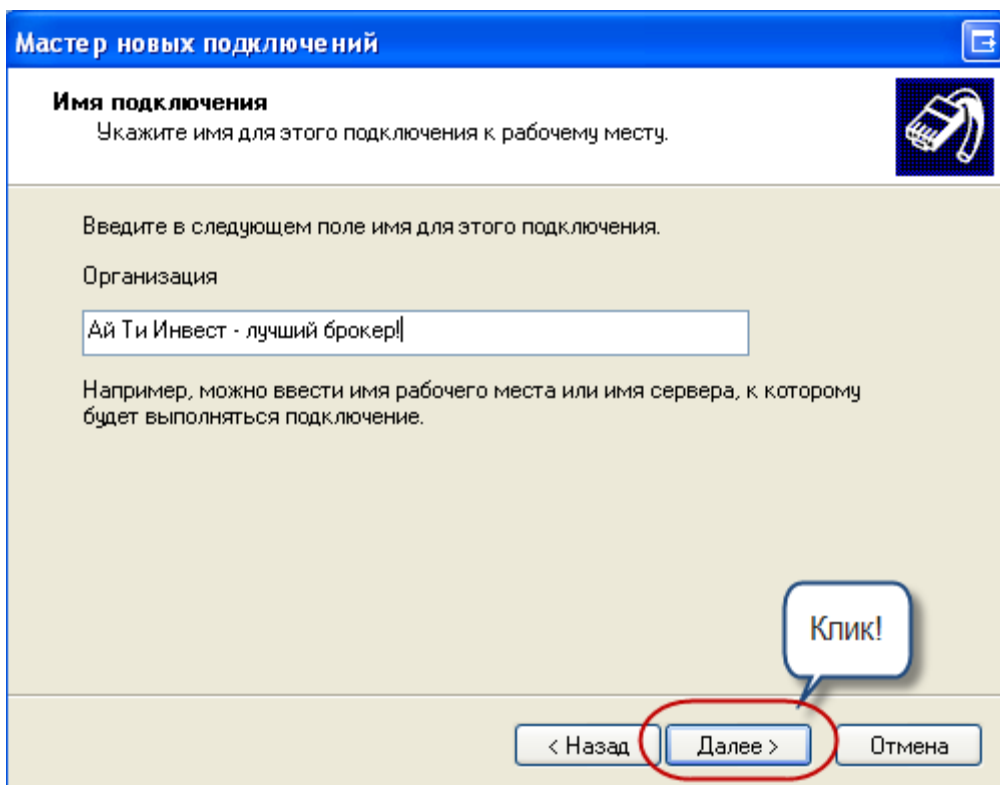 Мастер новых подключений
Имя подключения
Укажите имя для этого подключения к рабочему месту.
Введите в следующем поле имя для этого подключения.
Организация
Ай Ти Инвест - лучший брокер!
Например, можно ввести имя рабочего места или имя сервера, к которому
будет выполняться подключение.
Клик!
< Назад
Далее >
Отмена